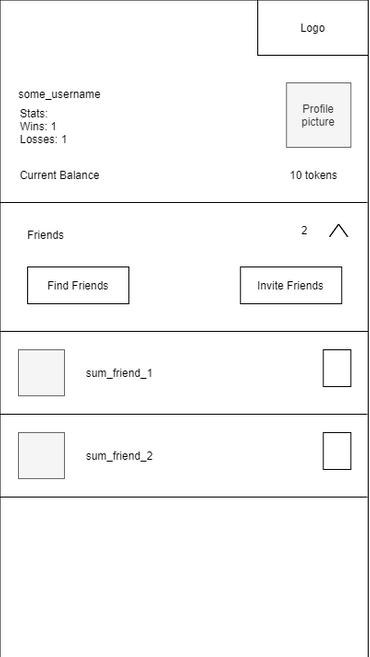 Logo
some_username
Stats:
Wins: 1
Losses: 1
Profile
picture
Current Balance
10 tokens
Friends
2
Find Friends
Invite Friends
sum_friend_1
sum_friend_2